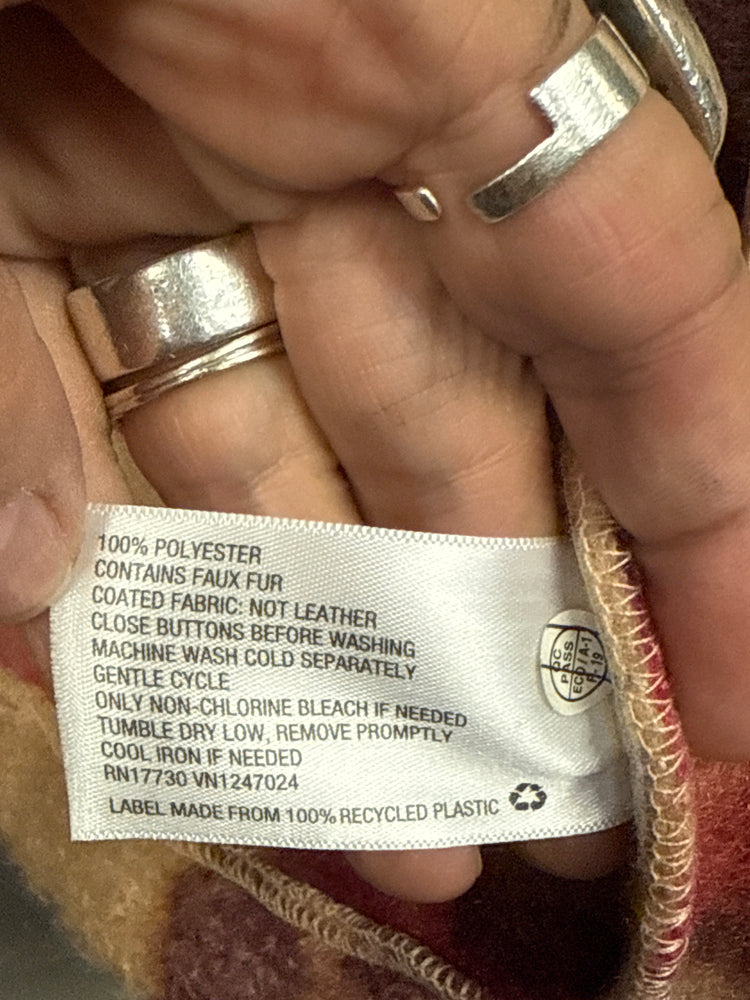 100% POLYESTER
CONTAINS FAUX FUR
COATED FABRIC: NOT LEATHER
CLOSE BUTTONS BEFORE WASHING
MACHINE WASH COLD SEPARATELY
GENTLE CYCLE
ONLY NON-CHLORINE BLEACH IF NEEDED
TUMBLE DRY LOW, REMOVE PROMPTLY
COOL IRON IF NEEDED
RN17730 VN1247024
LABEL MADE FROM 100% RECYCLED PLASTIC
QC
PASS